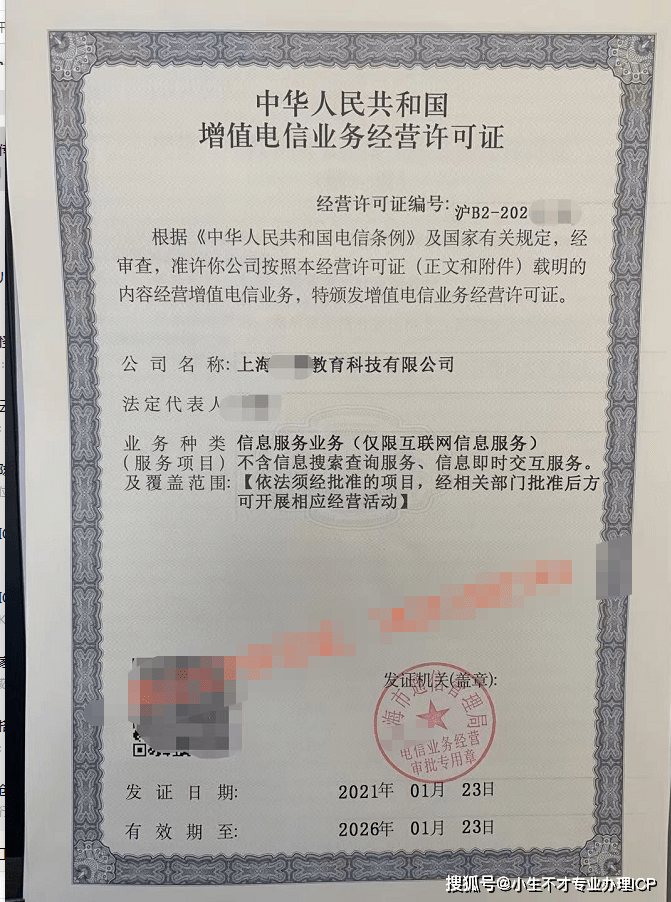 中华人民共和国
增值电信业务经营许可证
经营许可证编号: 沪B2-202
根据《中华人民共和国电信条例》及国家有关规定，经
审查，准许你公司按照本经营许可证（正文和附件）载明的
内容经营增值电信业务，特颁发增值电信业务经营许可证。
公司名称: 上海 教育科技有限公司
法定代表人
业务种类 信息服务业务（仅限互联网信息服务）
（服务项目） 不含信息搜索查询服务、信息即时交互服务。
及覆盖范围: 【依法须经批准的项目，经相关部门批准后方
可开展相应经营活动】
发证机关(盖章):
海市通信管理局
电信业务经营
审批专用章
发证日期: 2021年 01月 23日
有效期至: 2026年 01月 23日
搜狐号@小生不才专业办理ICP